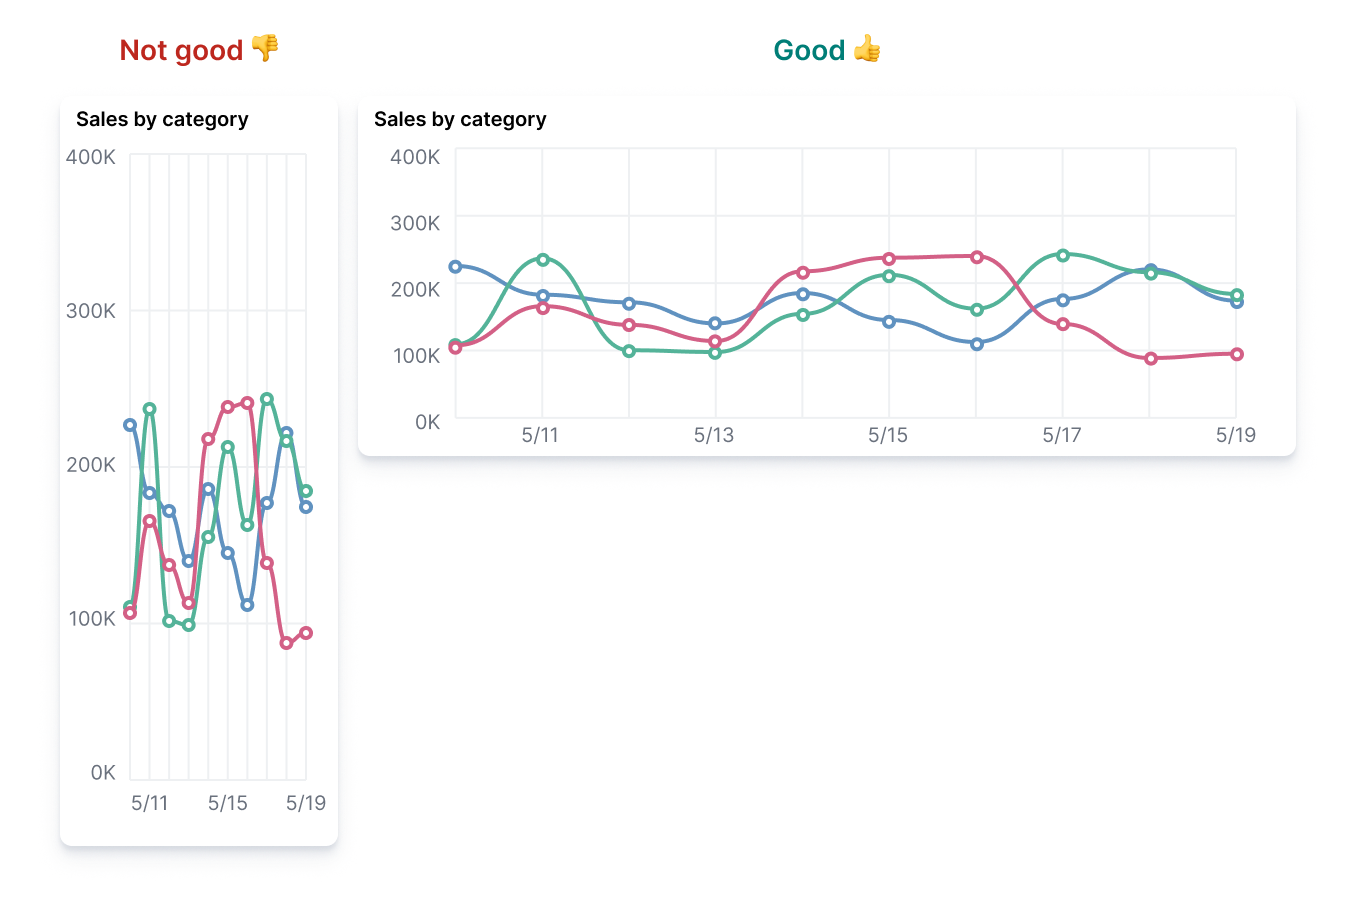 Not good 👎
Sales by category
400K
300K
200K
100K
0K
5/11 5/15 5/19
Good 👍
Sales by category
400K
300K
200K
100K
0K
5/11 5/13 5/15 5/17 5/19